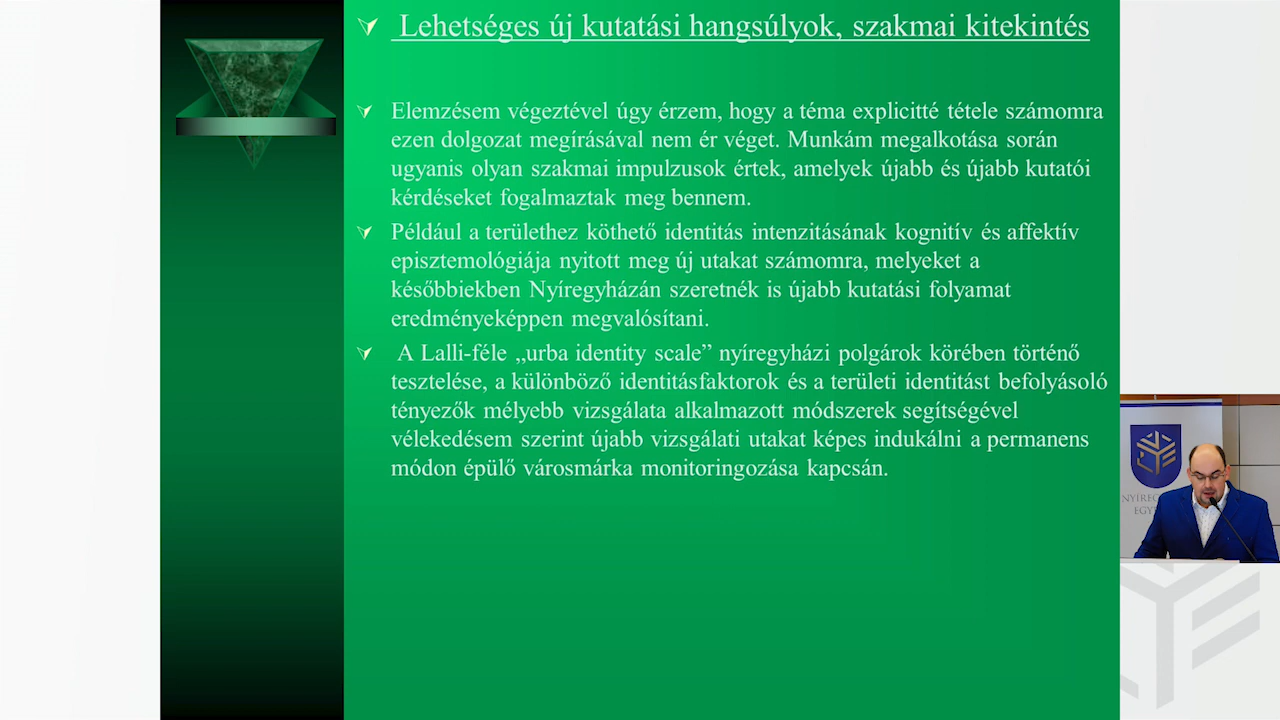 Lehetséges új kutatási hangsúlyok, szakmai kitekintés
Elemzésem végeztével úgy érzem, hogy a téma explicitté tétele számomra
ezen dolgozat megírásával nem ér véget. Munkám megalkotása során
ugyanis olyan szakmai impulzusok értek, amelyek újabb és újabb kutatói
kérdéseket fogalmaztak meg bennem.
Például a területhez köthető identitás intenzitásának kognitív és affektív
episztemológiája nyitott meg új utakat számomra, melyeket a
későbbiekben Nyíregyházán szeretnék is újabb kutatási folyamat
eredményeképpen megvalósítani.
A Lalli-féle „urba identity scale” nyíregyházi polgárok körében történő
tesztelése, a különböző identitásfaktorok és a területi identitást befolyásoló
tényezők mélyebb vizsgálata alkalmazott módszerek segítségével
vélekedésem szerint újabb vizsgálati utakat képes indukálni a permanens
módon épülő városmárka monitoringozása kapcsán.